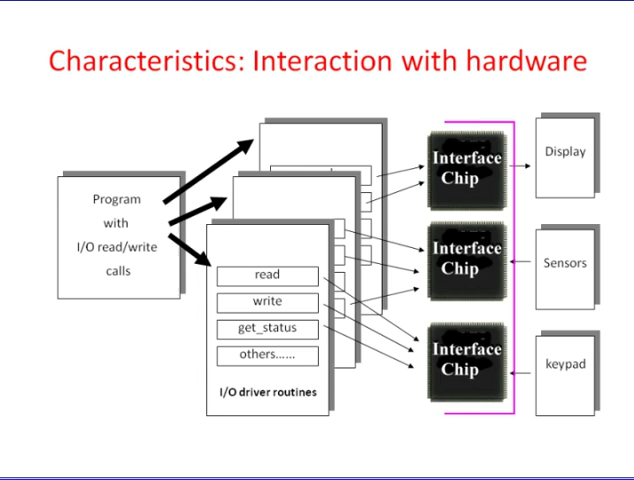 Characteristics: Interaction with hardware
Program
with
I/O read/write
calls
read
write
get_status
others......
I/O driver routines
Interface
Chip
Interface
Chip
Interface
Chip
Display
Sensors
keypad